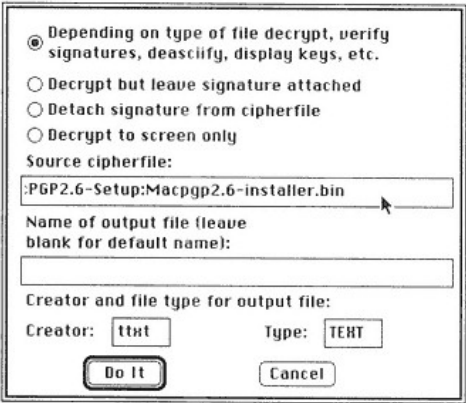 Depending on type of file decrypt, verify
signatures, deasciify, display keys, etc.
Decrypt but leave signature attached
Detach signature from cipherfile
Decrypt to screen only
Source cipherfile:
:PGP2.6-Setup:Macpgp2.6-installer.bin
Name of output file (leave
blank for default name):
Creator and file type for output file:
Creator: ttxt Type: TEXT
Do It Cancel